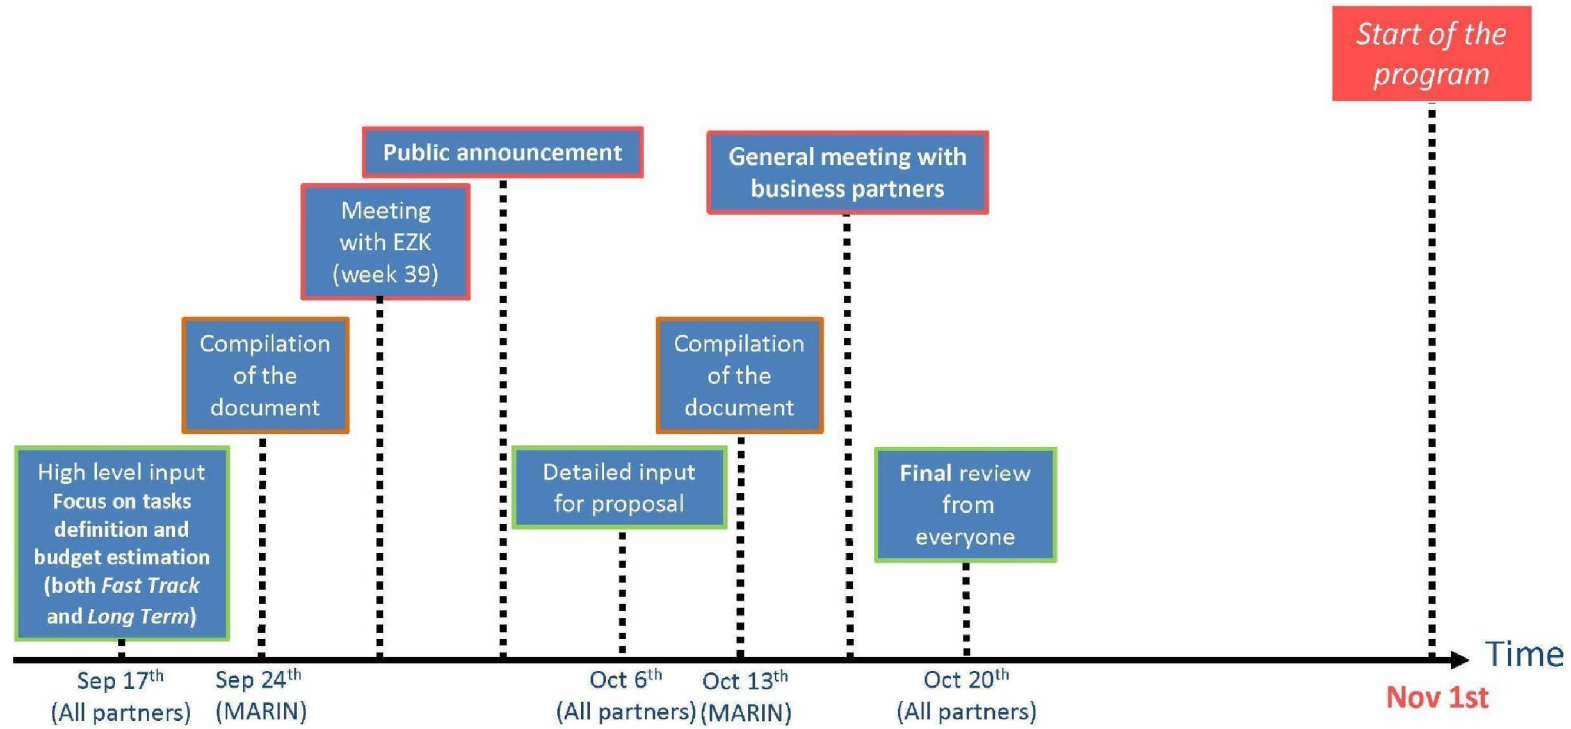 Start of the
program
Public announcement
General meeting with
business partners
Meeting
with EZK
(week 39)
Compilation
of the
document
Compilation
of the
document
High level input
Focus on tasks
definition and
budget estimation
(both Fast Track
and Long Term)
Detailed input
for proposal
Final review
from
everyone
Time
Sep 17th
(All partners)
Sep 24th
(MARIN)
Oct 6th
(All partners)
Oct 13th
(MARIN)
Oct 20th
(All partners)
Nov 1st